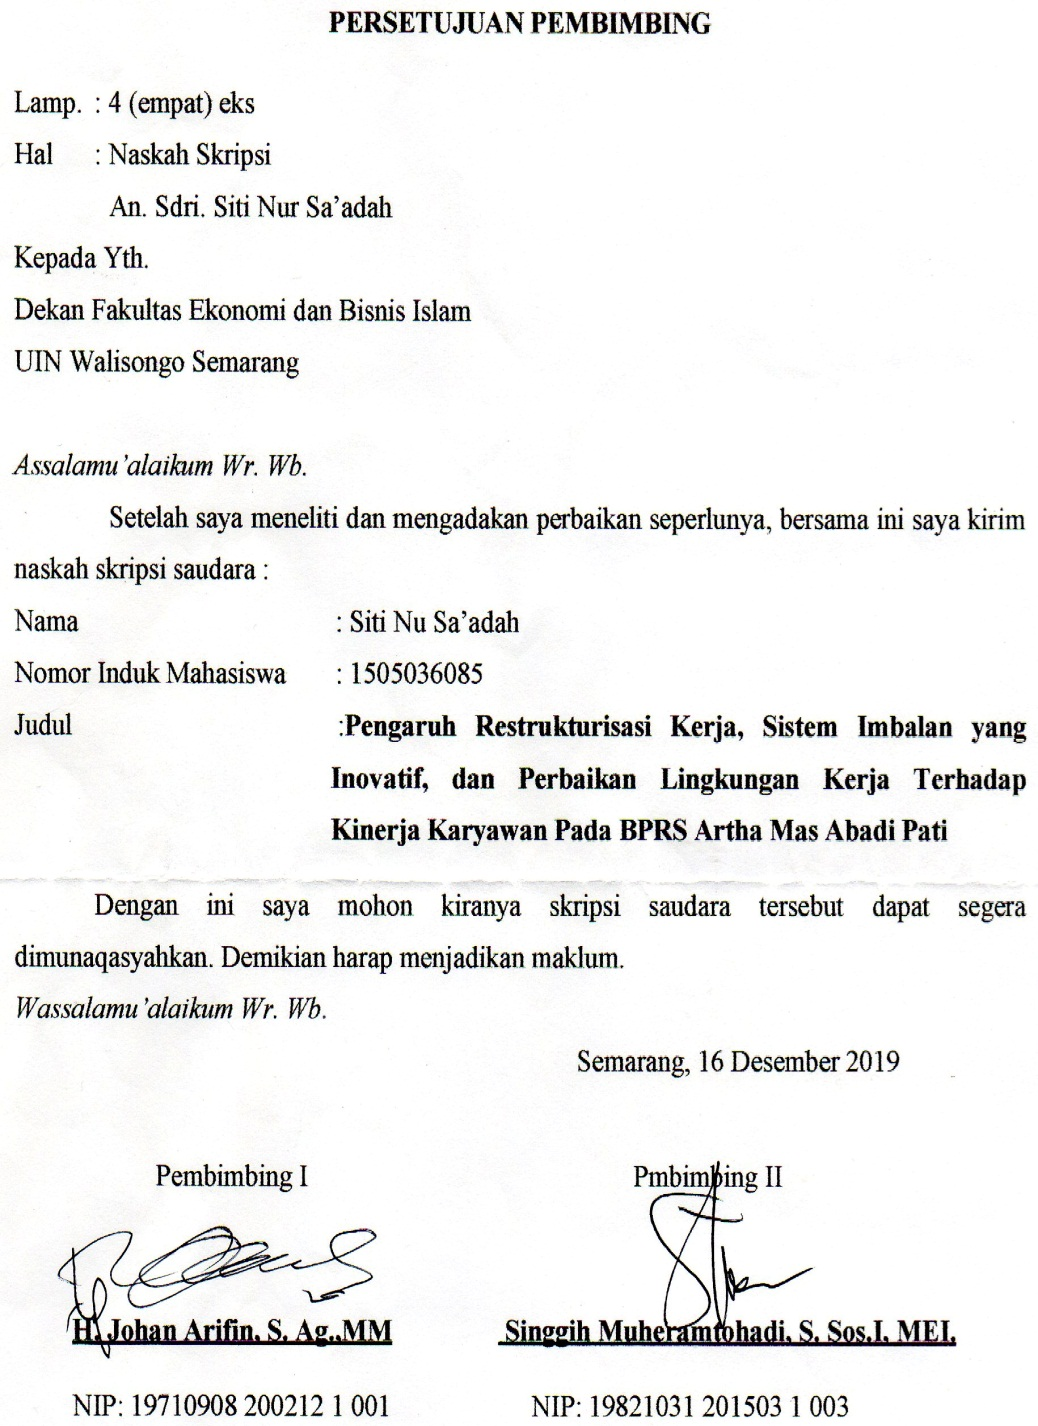 PERSETUJUAN PEMBIMBING
Lamp. : 4 (empat) eks
Hal : Naskah Skripsi
An. Sdri. Siti Nur Sa'adah
Kepada Yth.
Dekan Fakultas Ekonomi dan Bisnis Islam
UIN Walisongo Semarang
Assalamu'alaikum Wr. Wb.
Setelah saya meneliti dan mengadakan perbaikan seperlunya, bersama ini saya kirim
naskah skripsi saudara :
Nama : Siti Nu Sa'adah
Nomor Induk Mahasiswa : 1505036085
Judul :Pengaruh Restrukturisasi Kerja, Sistem Imbalan yang
Inovatif, dan Perbaikan Lingkungan Kerja Terhadap
Kinerja Karyawan Pada BPRS Artha Mas Abadi Pati
Dengan ini saya mohon kiranya skripsi saudara tersebut dapat segera
dimunaqasyahkan. Demikian harap menjadikan maklum.
Wassalamu'alaikum Wr. Wb.
Semarang, 16 Desember 2019
Pembimbing I Pmbimbing II
H. Johan Arifin, S. Ag.,MM Singgih Muheramtohadi, S. Sos.I, MEI.
NIP: 19710908 200212 1 001 NIP: 19821031 201503 1 003